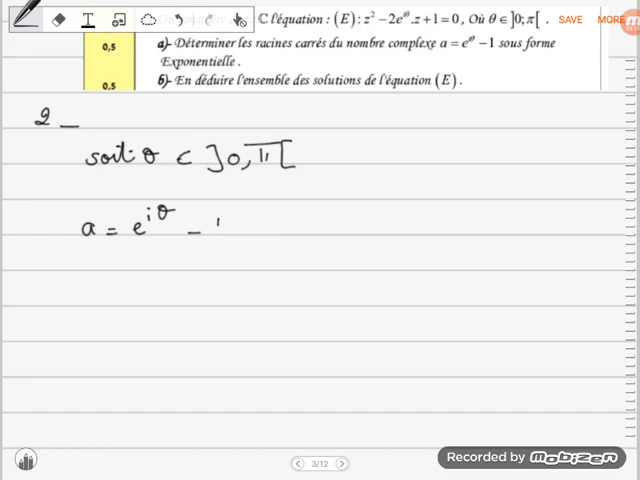 ℂ l'équation : (E) : z² − 2e^{iθ}.z + 1 = 0, Où θ ∈ ]0;π[ .
SAVE MORE
0,5 a)- Déterminer les racines carrés du nombre complexe a = e^{iθ} − 1 sous forme
Exponentielle.
0,5 б)- En déduire l'ensemble des solutions de l'équation (E).
2 _
soit θ ∈ ]0,π[
a = e^{iθ} -
3/12
Recorded by mobizen